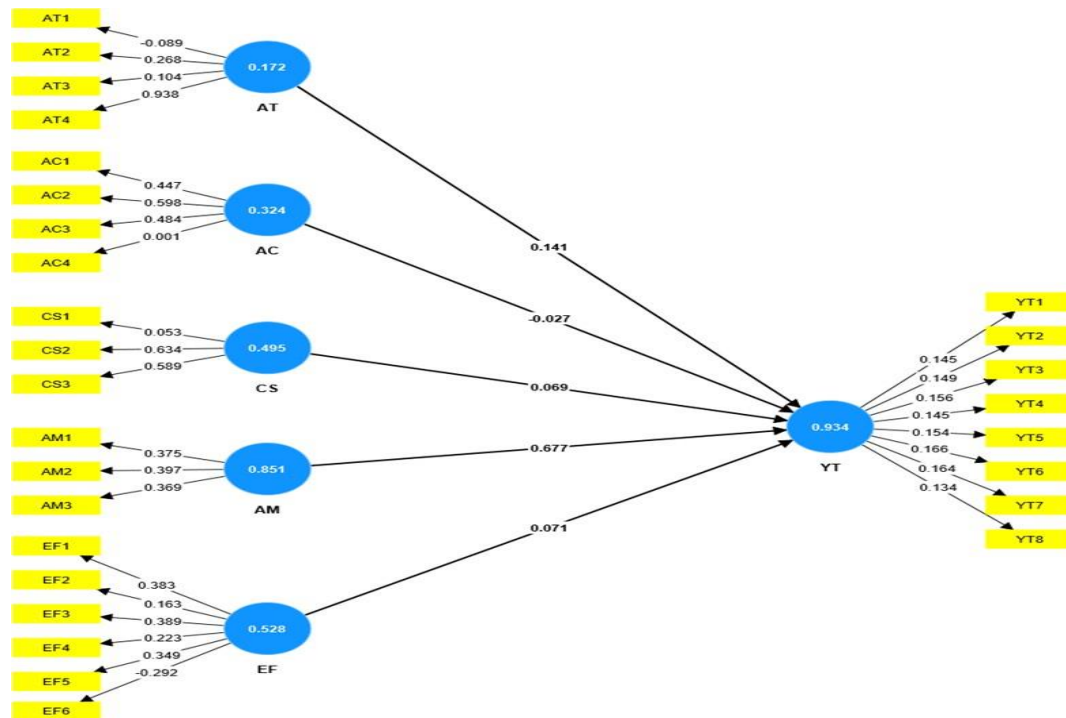 AT1
AT2
AT3
AT4
-0.089
0.268
0.104
0.938
0.172
AT
AC1
AC2
AC3
AC4
0.447
0.598
0.484
0.001
0.324
AC
CS1
CS2
CS3
0.053
0.634
0.589
0.495
CS
AM1
AM2
AM3
0.375
0.397
0.369
0.851
AM
EF1
EF2
EF3
EF4
EF5
EF6
0.383
0.163
0.389
0.223
0.349
-0.292
0.528
EF
0.141
-0.027
0.069
0.677
0.071
0.934
YT
0.145
0.149
0.156
0.145
0.154
0.166
0.164
0.134
YT1
YT2
YT3
YT4
YT5
YT6
YT7
YT8